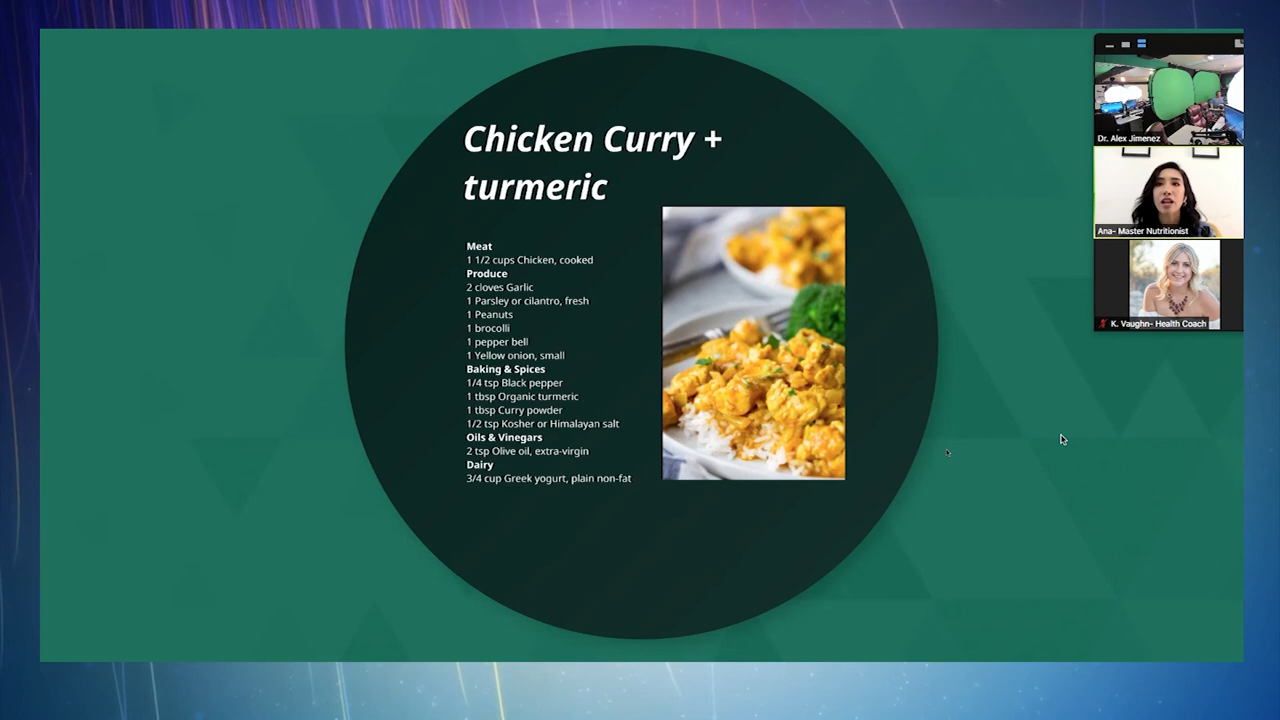 Chicken Curry +
turmeric
Meat
1 1/2 cups Chicken, cooked
Produce
2 cloves Garlic
1 Parsley or cilantro, fresh
1 Peanuts
1 brocolli
1 pepper bell
1 Yellow onion, small
Baking & Spices
1/4 tsp Black pepper
1 tbsp Organic turmeric
1 tbsp Curry powder
1/2 tsp Kosher or Himalayan salt
Oils & Vinegars
2 tsp Olive oil, extra-virgin
Dairy
3/4 cup Greek yogurt, plain non-fat
Dr. Alex Jimenez
Ana- Master Nutritionist
K. Vaughn- Health Coach